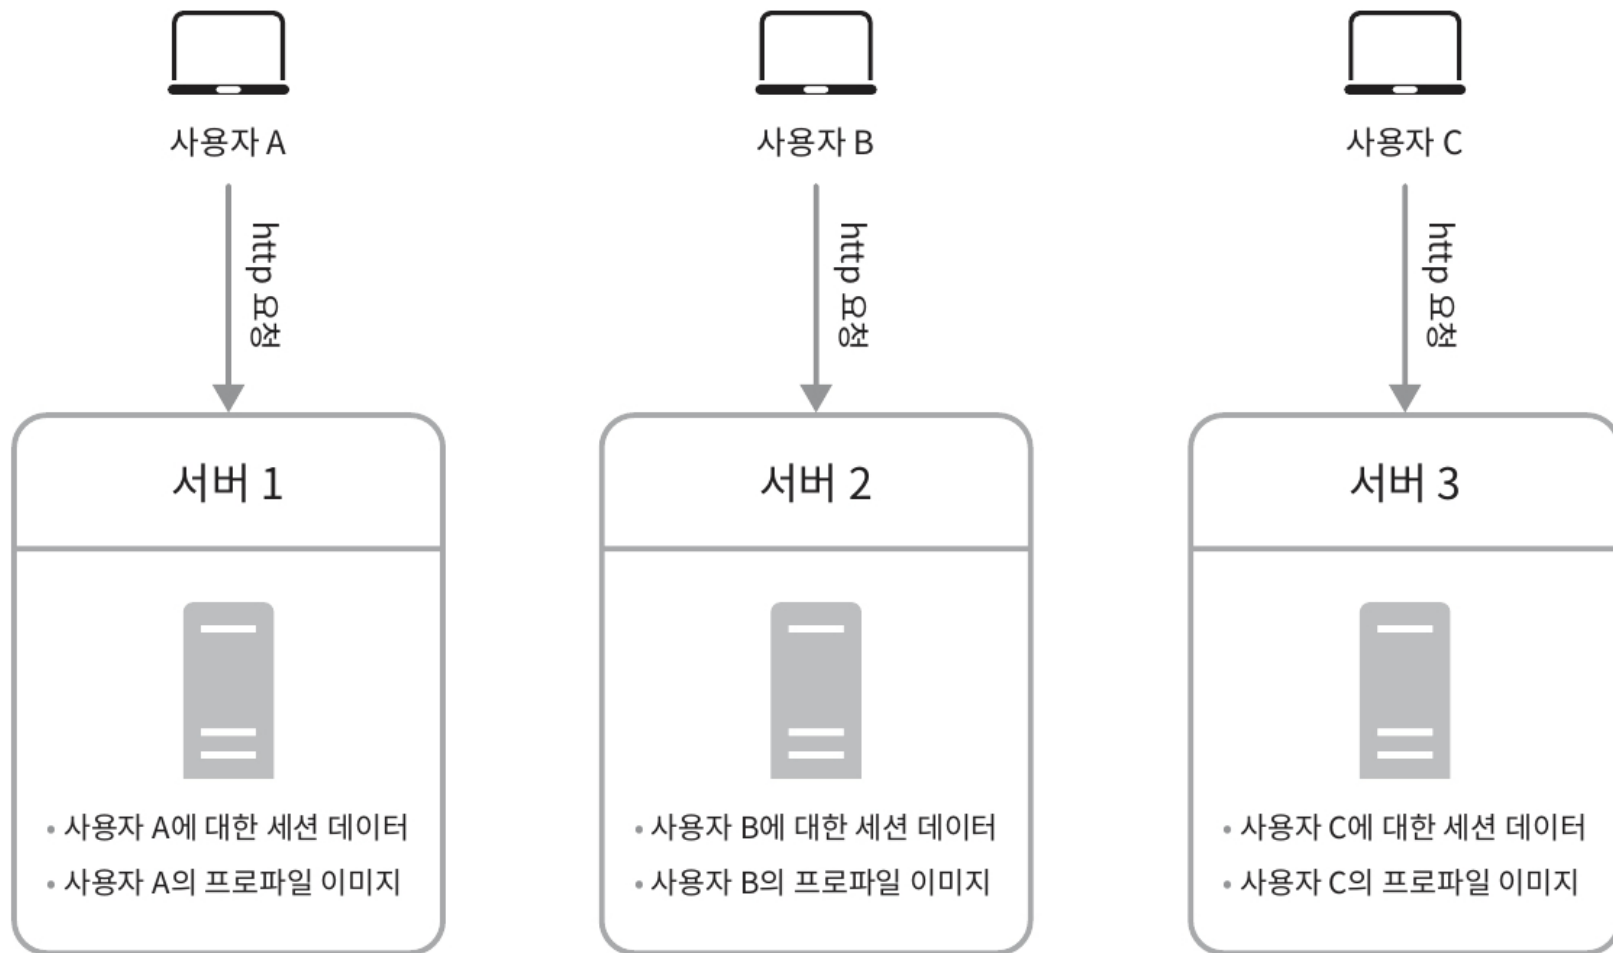 사용자 A
사용자 B
사용자 C
http 요청
http 요청
http 요청
서버 1
서버 2
서버 3
• 사용자 A에 대한 세션 데이터
• 사용자 A의 프로파일 이미지
• 사용자 B에 대한 세션 데이터
• 사용자 B의 프로파일 이미지
• 사용자 C에 대한 세션 데이터
• 사용자 C의 프로파일 이미지